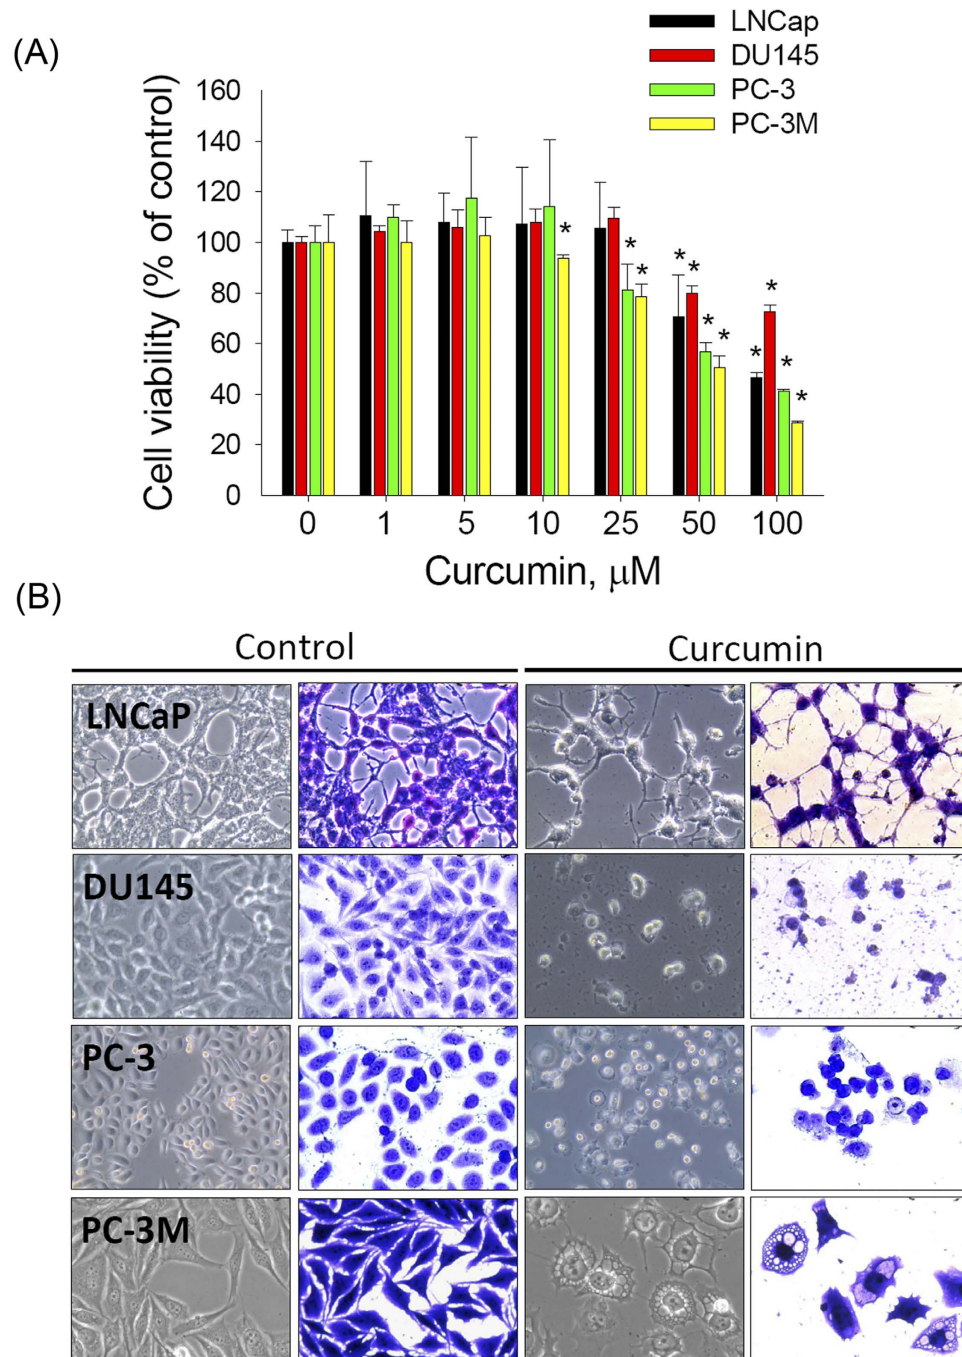 (A)
LNCap
DU145
PC-3
PC-3M
Cell viability (% of control)
160
140
120
100
80
60
40
20
0
* * * * * * * * * * *
0 1 5 10 25 50 100
Curcumin, μM
(B)
Control Curcumin
LNCaP
DU145
PC-3
PC-3M